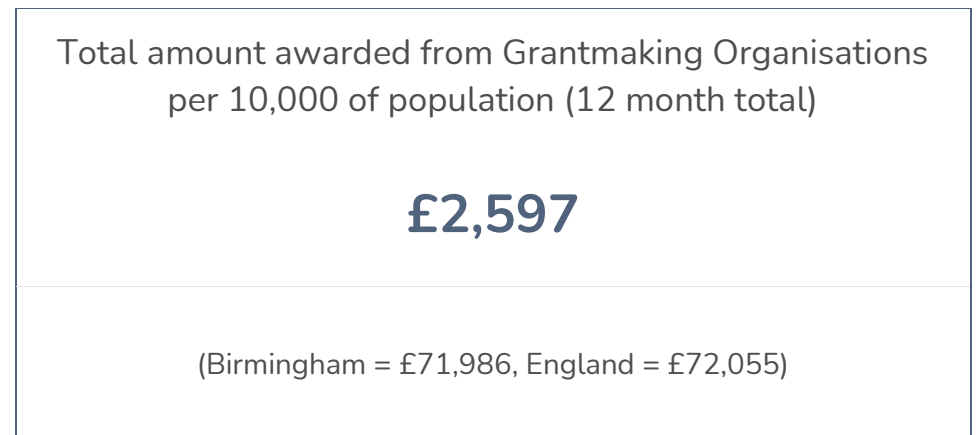 Total amount awarded from Grantmaking Organisations
per 10,000 of population (12 month total)
£2,597
(Birmingham = £71,986, England = £72,055)